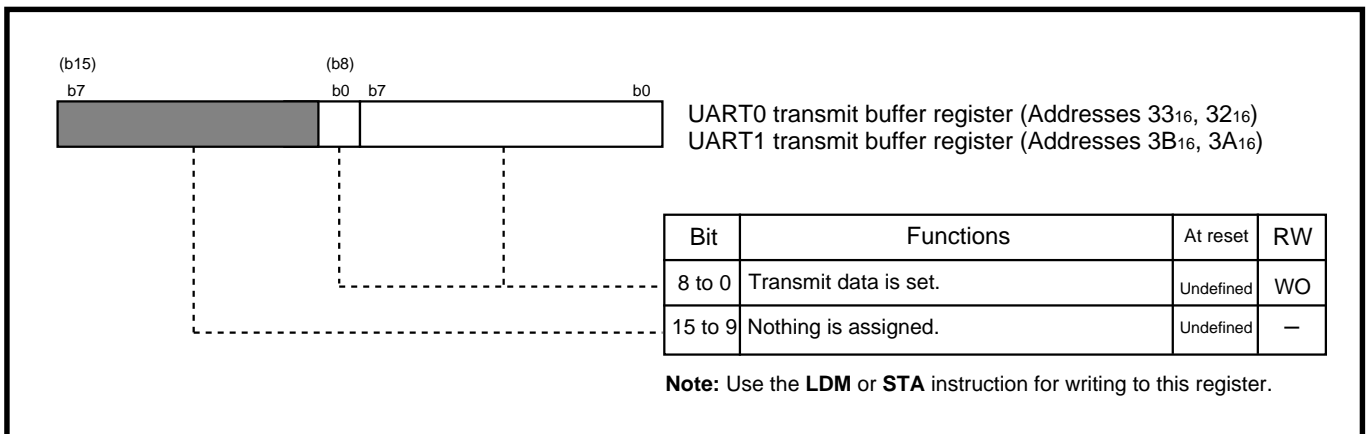 (b15) (b8)
b7 b0 b7 b0
UART0 transmit buffer register (Addresses 33₁₆, 32₁₆)
UART1 transmit buffer register (Addresses 3B₁₆, 3A₁₆)
Bit Functions At reset RW
8 to 0 Transmit data is set. Undefined WO
15 to 9 Nothing is assigned. Undefined –
Note: Use the LDM or STA instruction for writing to this register.